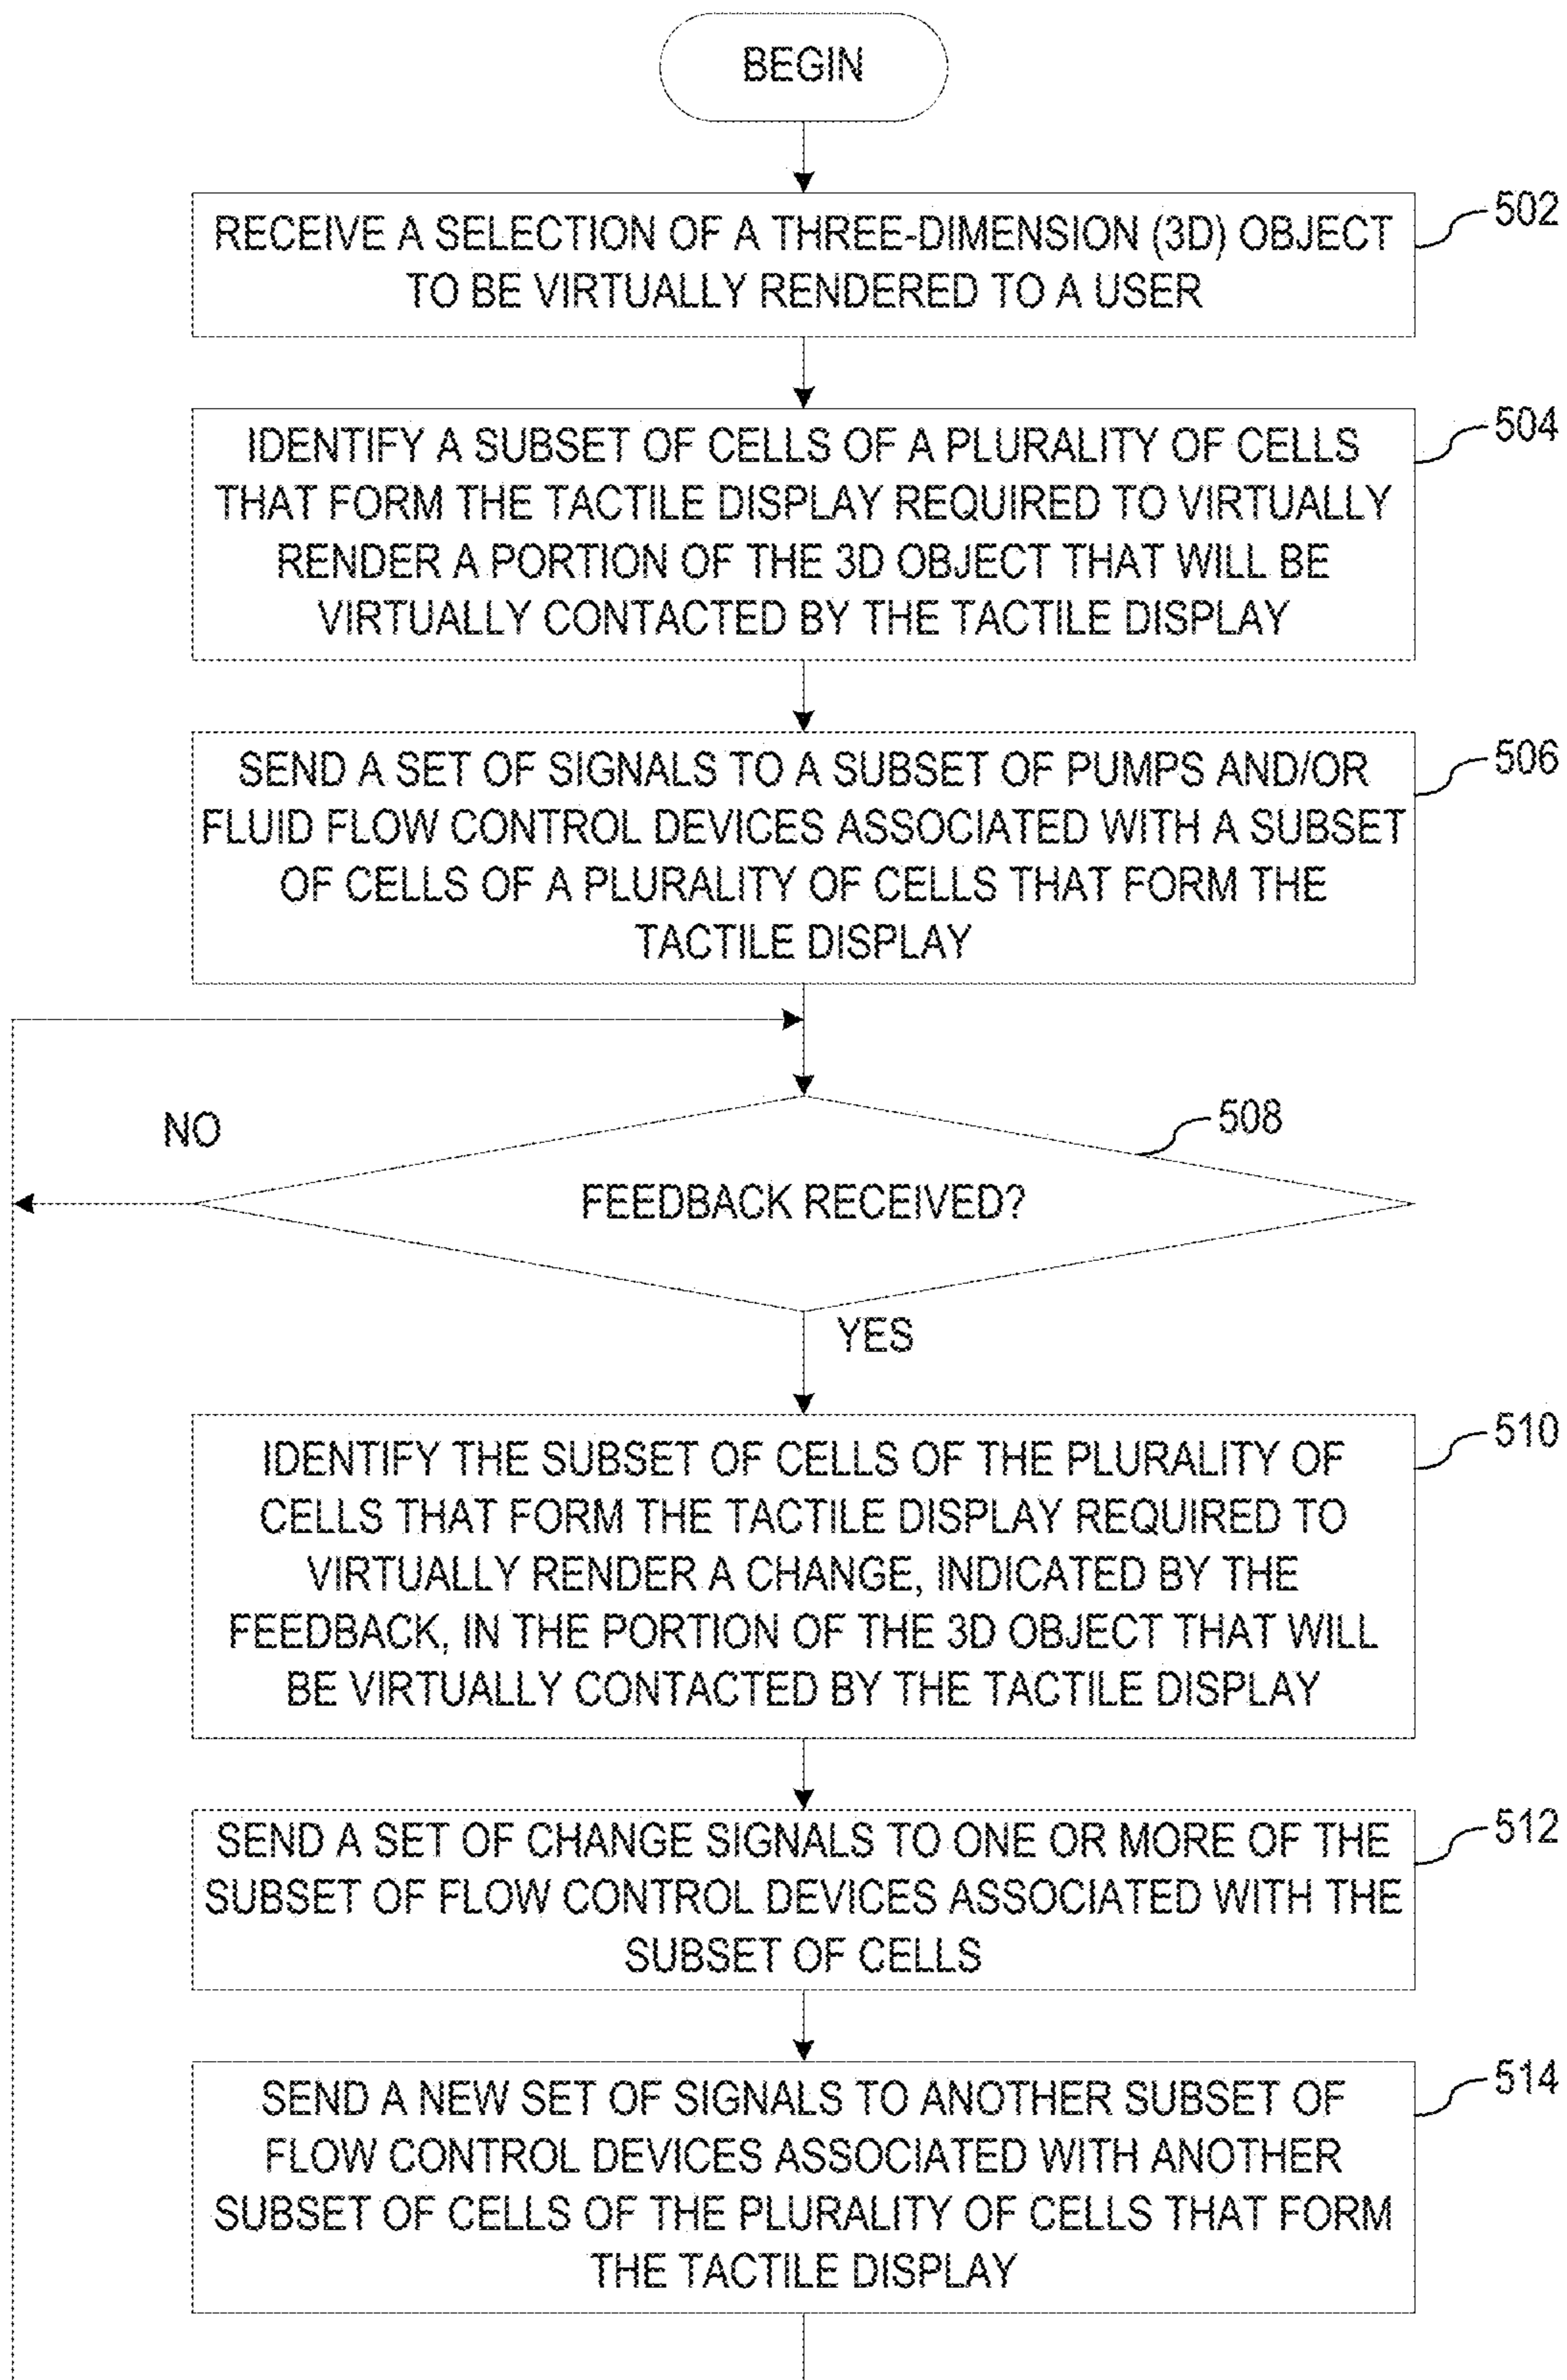 BEGIN
RECEIVE A SELECTION OF A THREE-DIMENSION (3D) OBJECT
TO BE VIRTUALLY RENDERED TO A USER
502
IDENTIFY A SUBSET OF CELLS OF A PLURALITY OF CELLS
THAT FORM THE TACTILE DISPLAY REQUIRED TO VIRTUALLY
RENDER A PORTION OF THE 3D OBJECT THAT WILL BE
VIRTUALLY CONTACTED BY THE TACTILE DISPLAY
504
SEND A SET OF SIGNALS TO A SUBSET OF PUMPS AND/OR
FLUID FLOW CONTROL DEVICES ASSOCIATED WITH A SUBSET
OF CELLS OF A PLURALITY OF CELLS THAT FORM THE
TACTILE DISPLAY
506
NO
508
FEEDBACK RECEIVED?
YES
IDENTIFY THE SUBSET OF CELLS OF THE PLURALITY OF
CELLS THAT FORM THE TACTILE DISPLAY REQUIRED TO
VIRTUALLY RENDER A CHANGE, INDICATED BY THE
FEEDBACK, IN THE PORTION OF THE 3D OBJECT THAT WILL
BE VIRTUALLY CONTACTED BY THE TACTILE DISPLAY
510
SEND A SET OF CHANGE SIGNALS TO ONE OR MORE OF THE
SUBSET OF FLOW CONTROL DEVICES ASSOCIATED WITH THE
SUBSET OF CELLS
512
SEND A NEW SET OF SIGNALS TO ANOTHER SUBSET OF
FLOW CONTROL DEVICES ASSOCIATED WITH ANOTHER
SUBSET OF CELLS OF THE PLURALITY OF CELLS THAT FORM
THE TACTILE DISPLAY
514